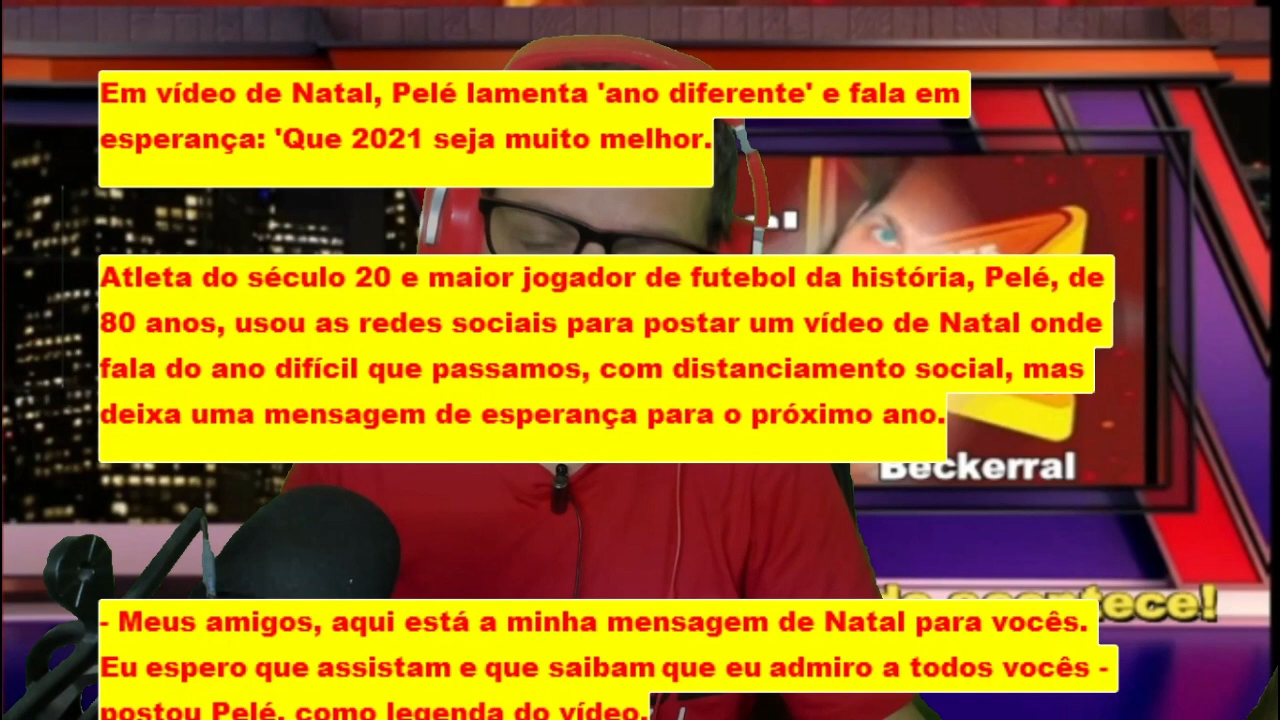 Em vídeo de Natal, Pelé lamenta 'ano diferente' e fala em
esperança: 'Que 2021 seja muito melhor.
Atleta do século 20 e maior jogador de futebol da história, Pelé, de
80 anos, usou as redes sociais para postar um vídeo de Natal onde
fala do ano difícil que passamos, com distanciamento social, mas
deixa uma mensagem de esperança para o próximo ano.
Beckerral
- Meus amigos, aqui está a minha mensagem de Natal para vocês.
Eu espero que assistam e que saibam que eu admiro a todos vocês -
postou Pelé, como legenda do vídeo.